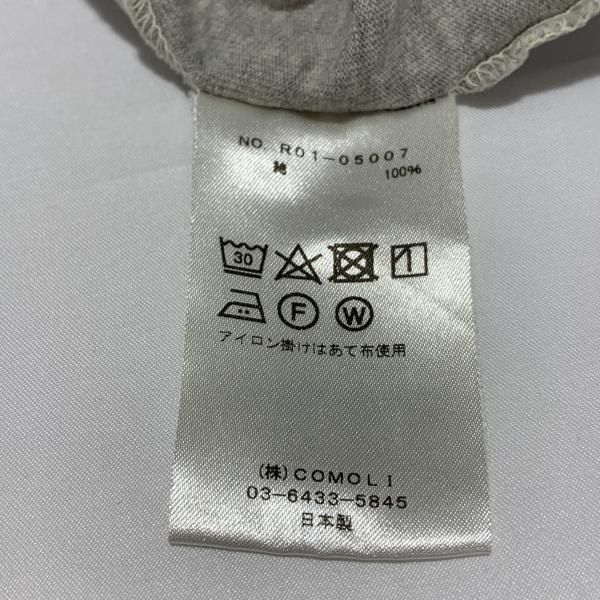 NO. R01-05007
綿 100%
30
F W
アイロン掛けはあて布使用
(株)COMOLI
03-6433-5845
日本製